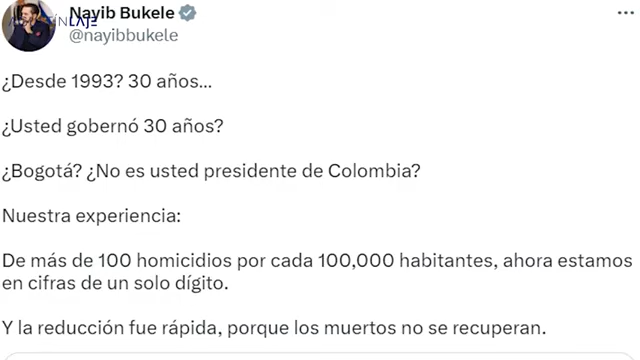 Nayib Bukele
@nayibbukele
¿Desde 1993? 30 años...
¿Usted gobernó 30 años?
¿Bogotá? ¿No es usted presidente de Colombia?
Nuestra experiencia:
De más de 100 homicidios por cada 100,000 habitantes, ahora estamos
en cifras de un solo dígito.
Y la reducción fue rápida, porque los muertos no se recuperan.